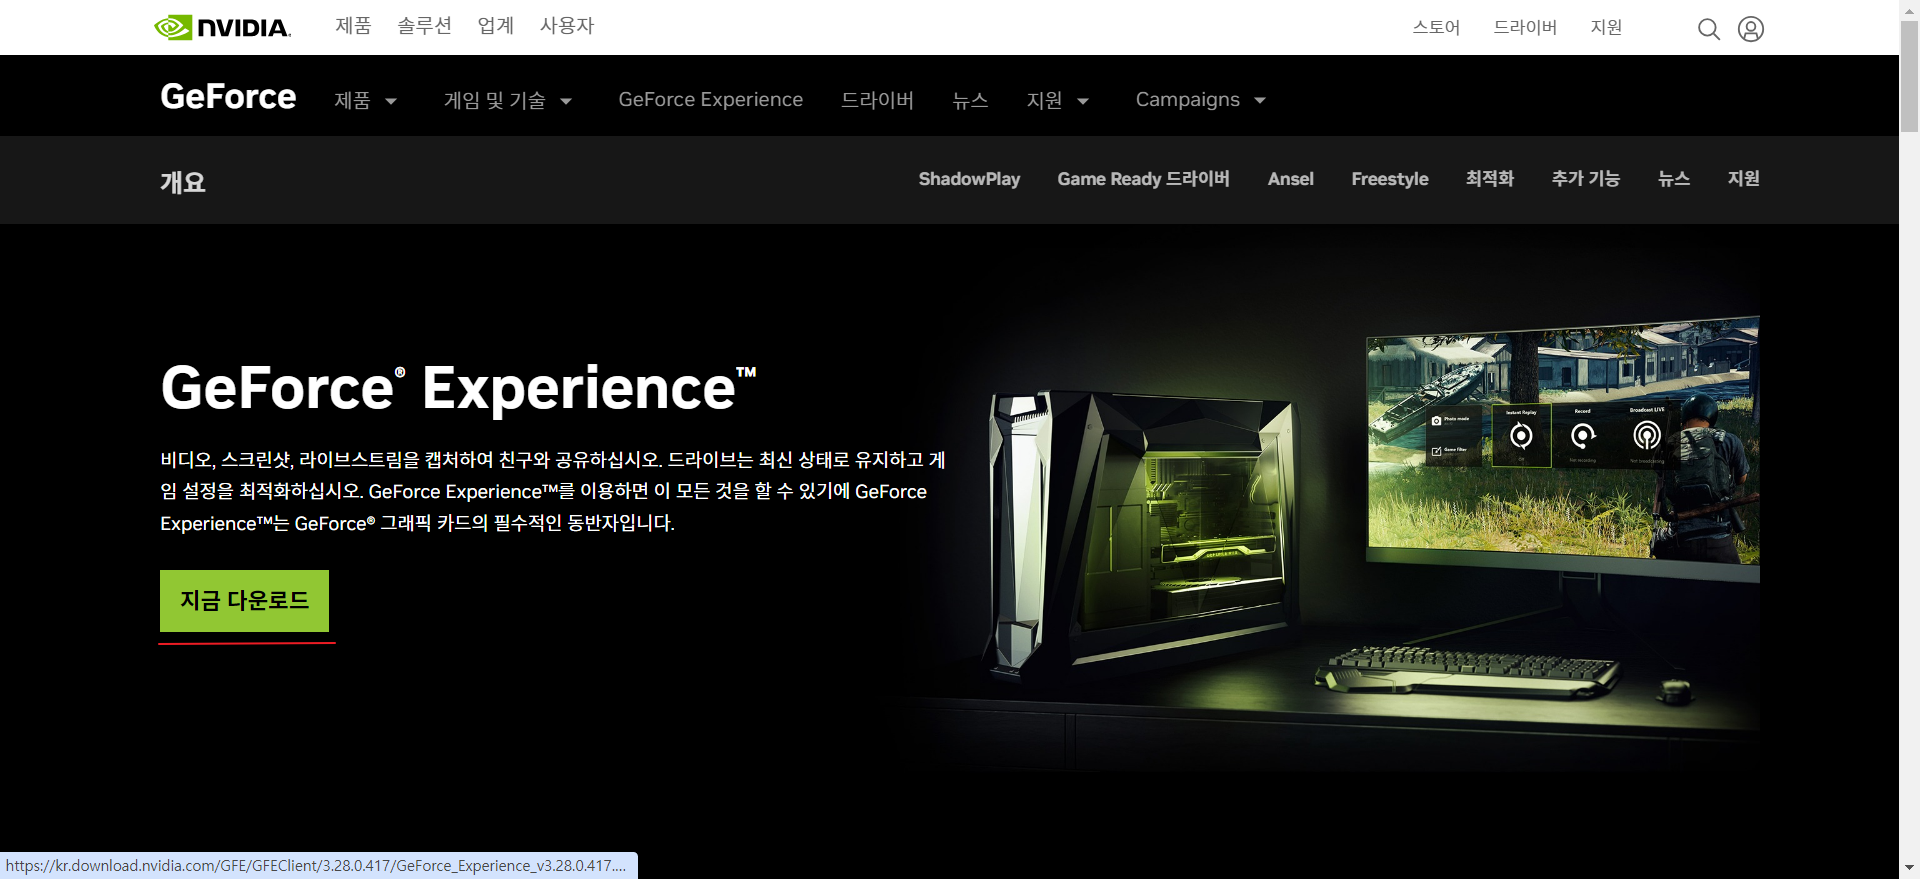 NVIDIA.
제품 솔루션 업계 사용자
스토어 드라이버 지원
GeForce
제품 게임 및 기술 GeForce Experience 드라이버 뉴스 지원 Campaigns
개요
ShadowPlay Game Ready 드라이버 Ansel Freestyle 최적화 추가 기능 뉴스 지원
GeForce® Experience™
비디오, 스크린샷, 라이브스트림을 캡처하여 친구와 공유하십시오. 드라이브는 최신 상태로 유지하고 게
임 설정을 최적화하십시오. GeForce Experience™를 이용하면 이 모든 것을 할 수 있기에 GeForce
Experience™는 GeForce® 그래픽 카드의 필수적인 동반자입니다.
지금 다운로드
Photo mode
Game filter
Instant Replay
Record
Not recording
Broadcast LIVE
Not broadcasting
GEFORCE RTX
https://kr.download.nvidia.com/GFE/GFEClient/3.28.0.417/GeForce_Experience_v3.28.0.417....